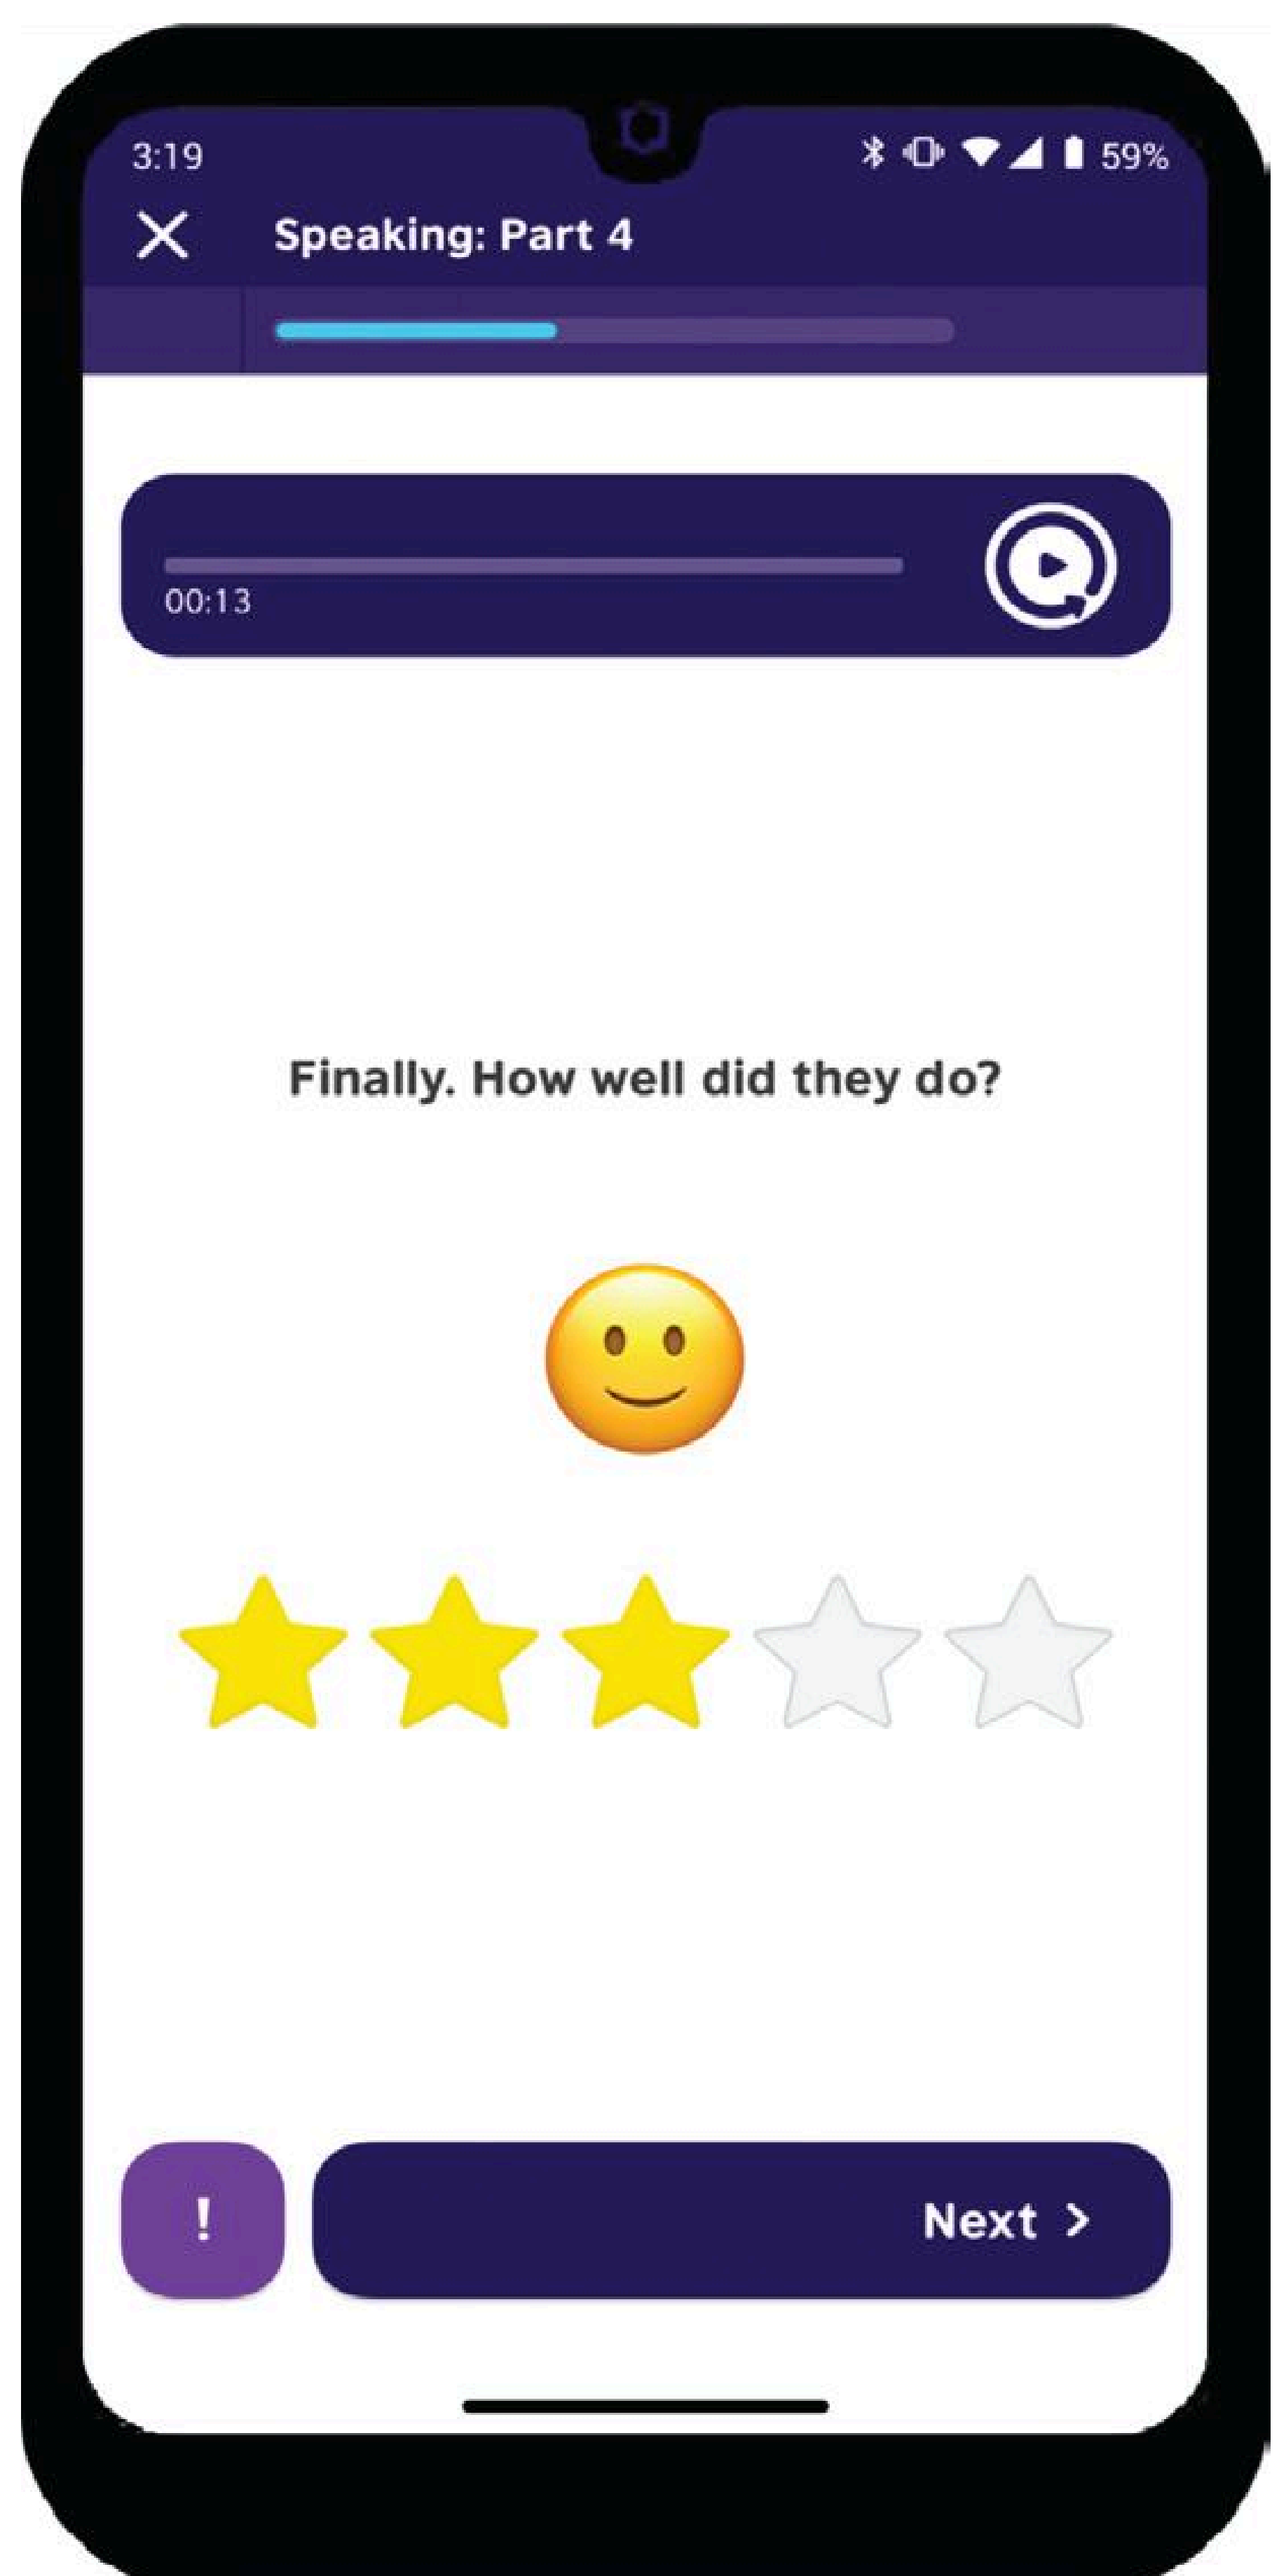 3:19
59%
Speaking: Part 4
00:13
Finally. How well did they do?
!
Next